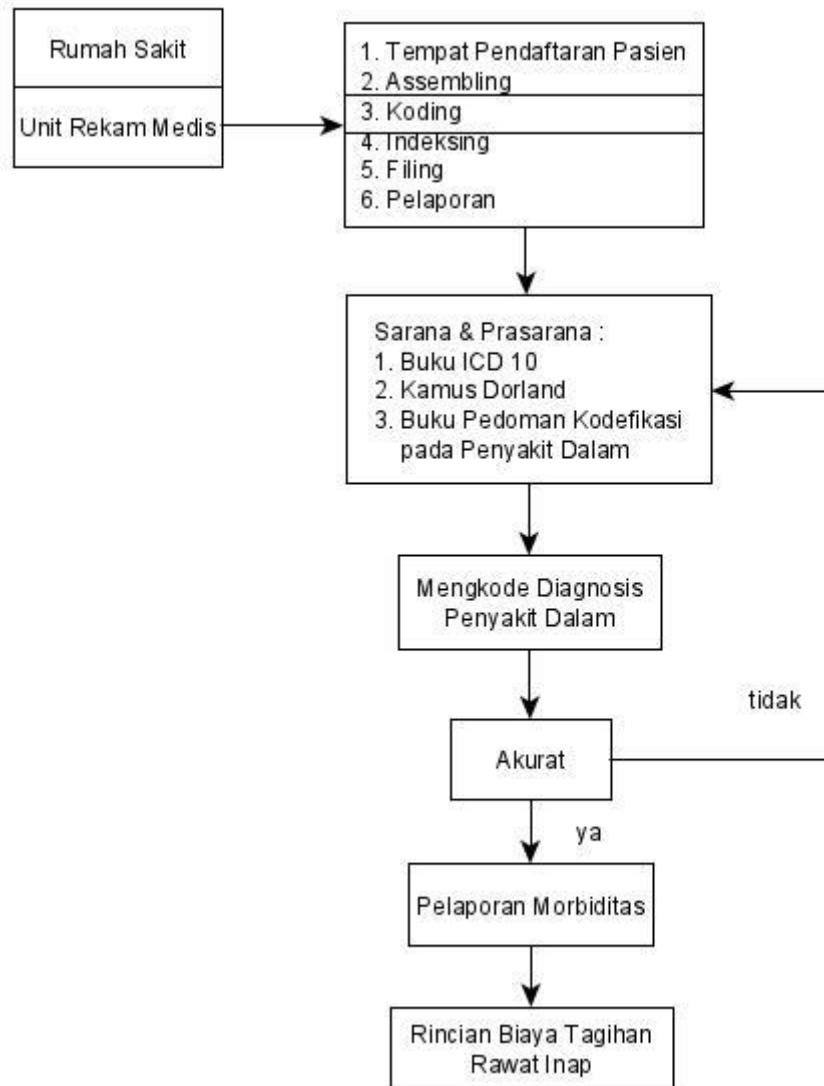 Rumah Sakit
Unit Rekam Medis
1. Tempat Pendaftaran Pasien
2. Assembling
3. Koding
4. Indeksing
5. Filing
6. Pelaporan
Sarana & Prasarana :
1. Buku ICD 10
2. Kamus Dorland
3. Buku Pedoman Kodefikasi
pada Penyakit Dalam
Mengkode Diagnosis
Penyakit Dalam
tidak
Akurat
ya
Pelaporan Morbiditas
Rincian Biaya Tagihan
Rawat Inap